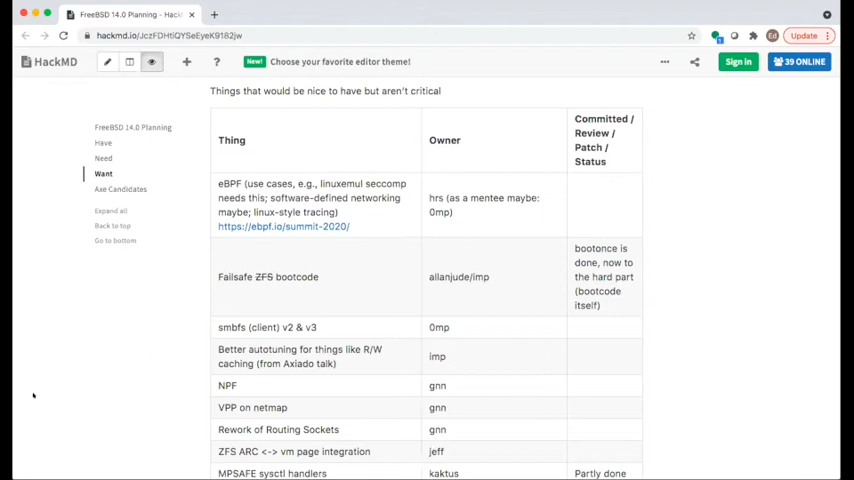 FreeBSD 14.0 Planning - HackMD
hackmd.io/JczFDHtiQYSeEyeK9182jw
Ed
Update
HackMD
New! Choose your favorite editor theme!
Sign in
39 ONLINE
FreeBSD 14.0 Planning
Have
Need
Want
Axe Candidates
Expand all
Back to top
Go to bottom
Things that would be nice to have but aren't critical
Thing
Owner
Committed /
Review /
Patch /
Status
eBPF (use cases, e.g., linuxemul seccomp
needs this; software-defined networking
maybe; linux-style tracing)
https://ebpf.io/summit-2020/
hrs (as a mentee maybe:
0mp)
Failsafe ZFS bootcode
allanjude/imp
bootonce is
done, now to
the hard part
(bootcode
itself)
smbfs (client) v2 & v3
0mp
Better autotuning for things like R/W
caching (from Axiado talk)
imp
NPF
gnn
VPP on netmap
gnn
Rework of Routing Sockets
gnn
ZFS ARC <-> vm page integration
jeff
MPSAFE sysctl handlers
kaktus
Partly done